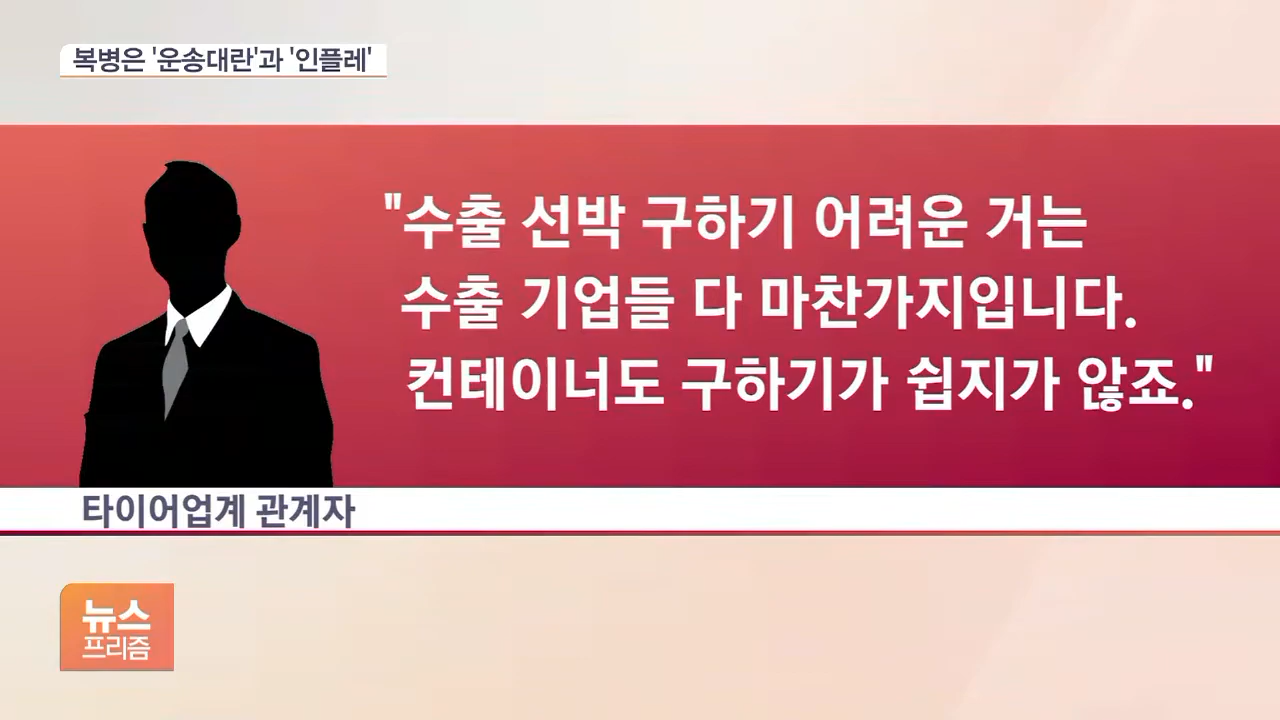 복병은 '운송대란'과 '인플레'
"수출 선박 구하기 어려운 거는
수출 기업들 다 마찬가지입니다.
컨테이너도 구하기가 쉽지가 않죠."
타이어업계 관계자
뉴스
프리즘